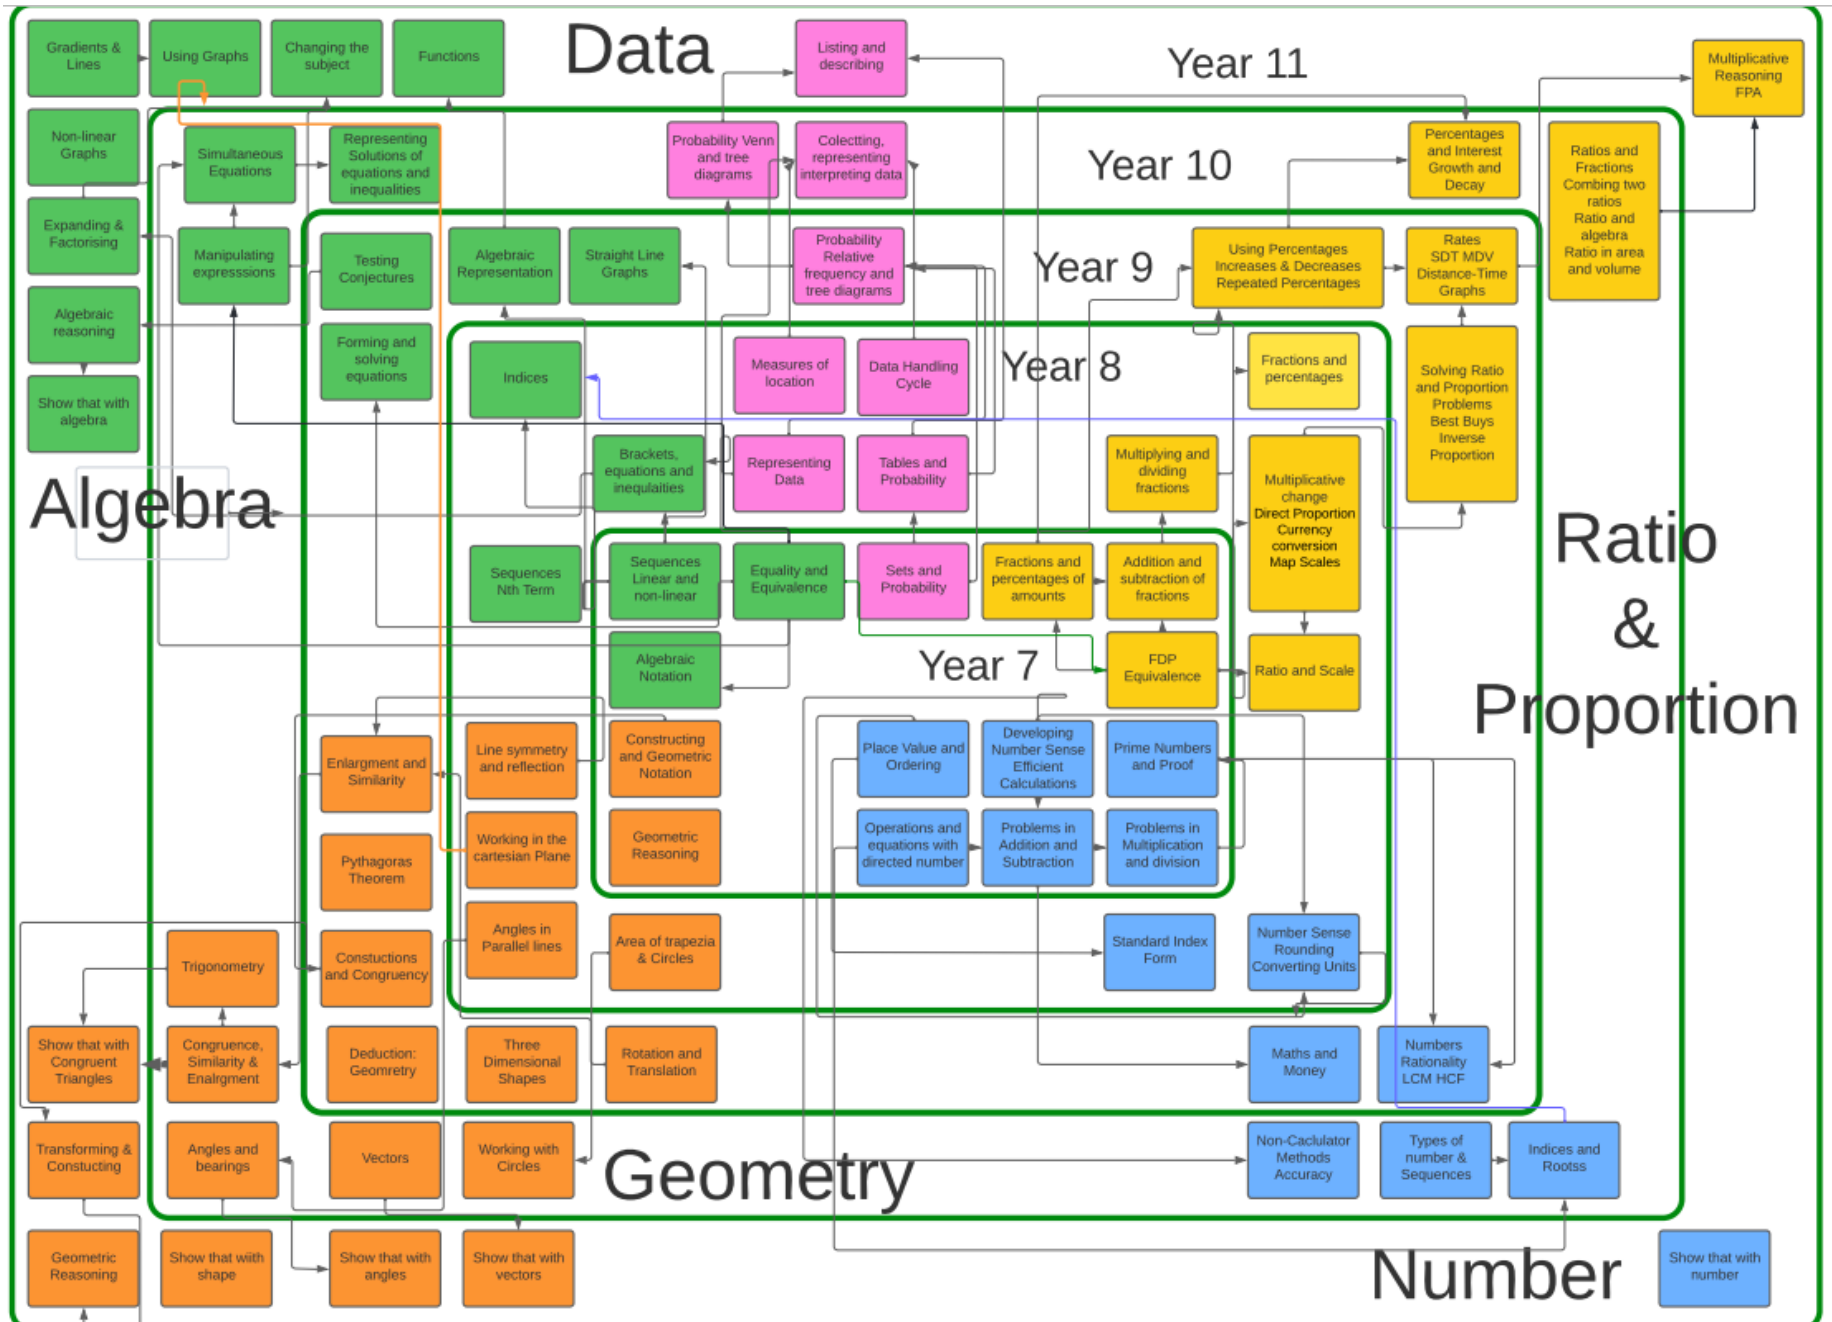 Gradients &
Lines
Using Graphs
Changing the
subject
Functions
Data
Listing and
describing
Year 11
Multiplicative
Reasoning
FPA
Non-linear
Graphs
Simultaneous
Equations
Representing
Solutions of
equations and
inequalities
Probability Venn
and tree
diagrams
Colectting,
representing
interpreting data
Year 10
Percentages
and Interest
Growth and
Decay
Ratios and
Fractions
Combing two
ratios
Ratio and
algebra
Ratio in area
and volume
Expanding &
Factorising
Manipulating
expresssions
Testing
Conjectures
Algebraic
Representation
Straight Line
Graphs
Probability
Relative
frequency and
tree diagrams
Year 9
Using Percentages
Increases & Decreases
Repeated Percentages
Rates
SDT MDV
Distance-Time
Graphs
Algebraic
reasoning
Forming and
solving
equations
Indices
Measures of
location
Data Handling
Cycle
Year 8
Fractions and
percentages
Solving Ratio
and Proportion
Problems
Best Buys
Inverse
Proportion
Show that with
algebra
Algebra
Brackets,
equations and
inequlaities
Representing
Data
Tables and
Probability
Multiplying and
dividing
fractions
Multiplicative
change
Direct Proportion
Currency
conversion
Map Scales
Ratio
&
Proportion
Sequences
Nth Term
Sequences
Linear and
non-linear
Equality and
Equivalence
Sets and
Probability
Fractions and
percentages of
amounts
Addition and
subtraction of
fractions
Algebraic
Notation
Year 7
FDP
Equivalence
Ratio and Scale
Enlargment and
Similarity
Line symmetry
and reflection
Constructing
and Geometric
Notation
Place Value and
Ordering
Developing
Number Sense
Efficient
Calculations
Prime Numbers
and Proof
Pythagoras
Theorem
Working in the
cartesian Plane
Geometric
Reasoning
Operations and
equations with
directed number
Problems in
Addition and
Subtraction
Problems in
Multiplication
and division
Trigonometry
Constuctions
and Congruency
Angles in
Parallel lines
Area of trapezia
& Circles
Standard Index
Form
Number Sense
Rounding
Converting Units
Show that with
Congruent
Triangles
Congruence,
Similarity &
Enalrgment
Deduction:
Geomretry
Three
Dimensional
Shapes
Rotation and
Translation
Maths and
Money
Numbers
Rationality
LCM HCF
Transforming &
Constucting
Angles and
bearings
Vectors
Working with
Circles
Geometry
Non-Caclulator
Methods
Accuracy
Types of
number &
Sequences
Indices and
Rootss
Geometric
Reasoning
Show that wiith
shape
Show that with
angles
Show that with
vectors
Number
Show that with
number